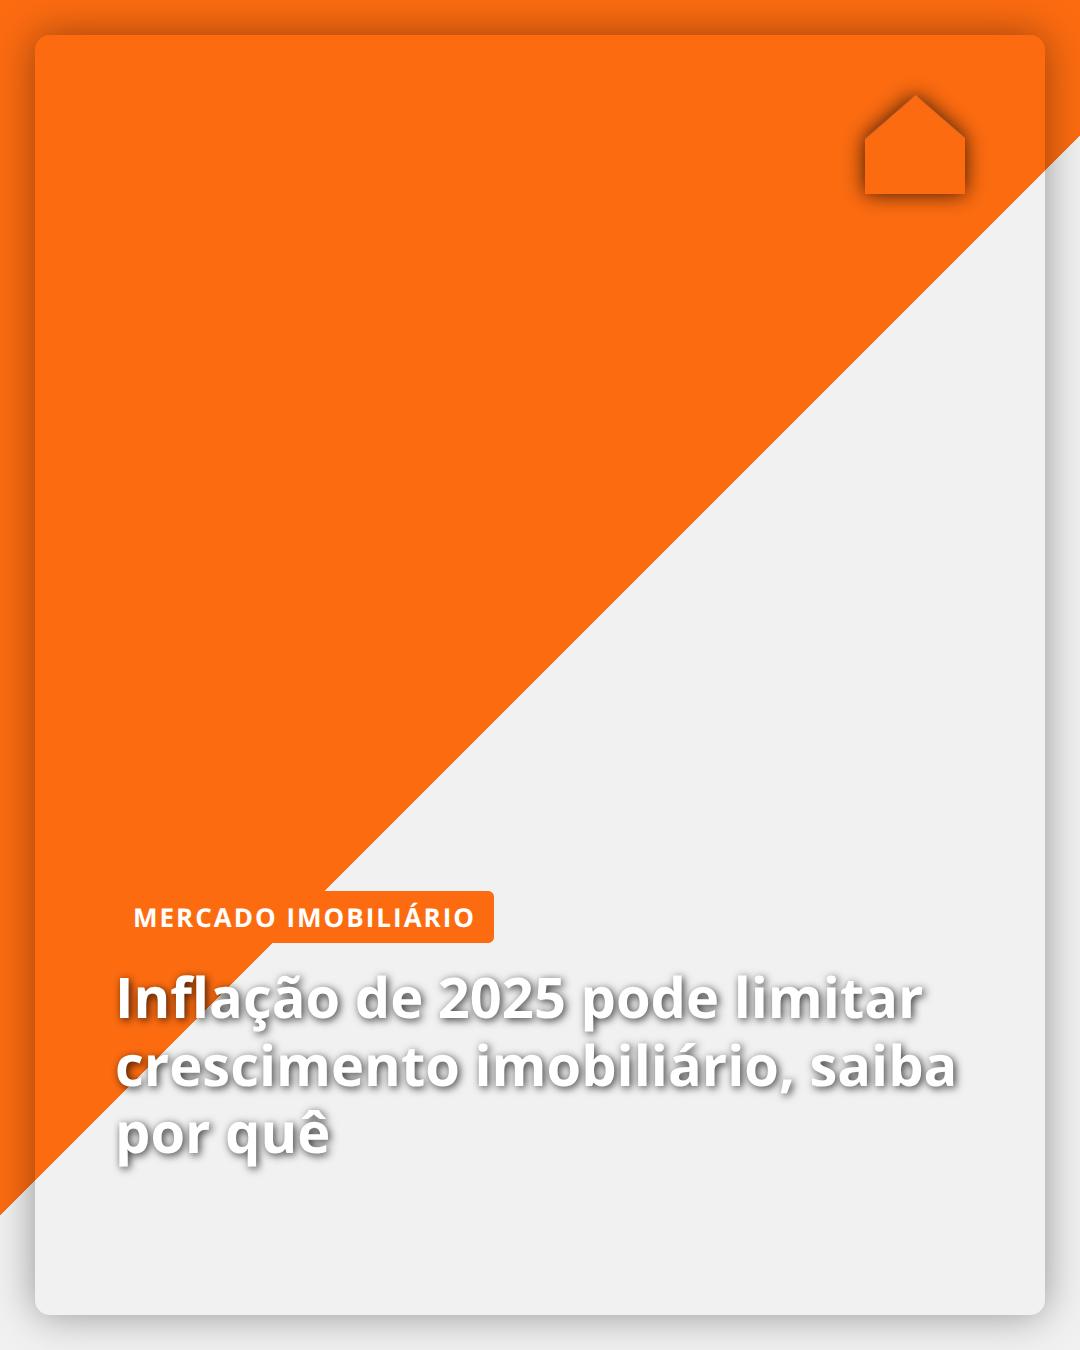 MERCADO IMOBILIÁRIO
Inflação de 2025 pode limitar
crescimento imobiliário, saiba
por quê